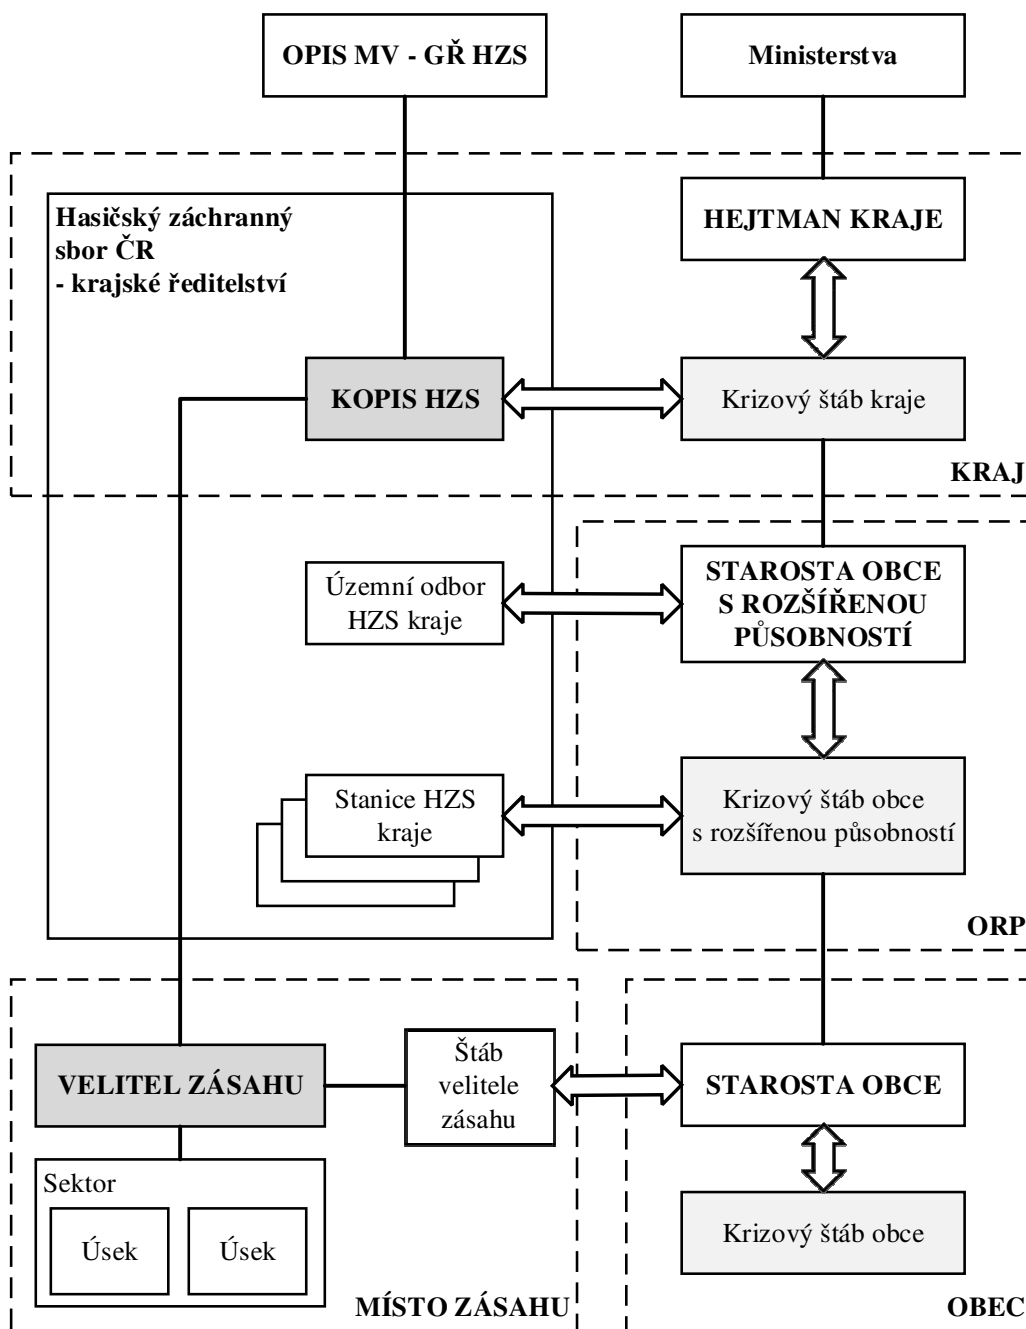 OPIS MV - GŘ HZS
Ministerstva
Hasičský záchranný
sbor ČR
- krajské ředitelství
HEJTMAN KRAJE
KOPIS HZS
Krizový štáb kraje
KRAJ
Územní odbor
HZS kraje
STAROSTA OBCE
S ROZŠÍŘENOU
PŮSOBNOSTÍ
Stanice HZS
kraje
Krizový štáb obce
s rozšířenou působností
ORP
VELITEL ZÁSAHU
Štáb
velitele
zásahu
STAROSTA OBCE
Sektor
Úsek
Úsek
Krizový štáb obce
MÍSTO ZÁSAHU
OBEC